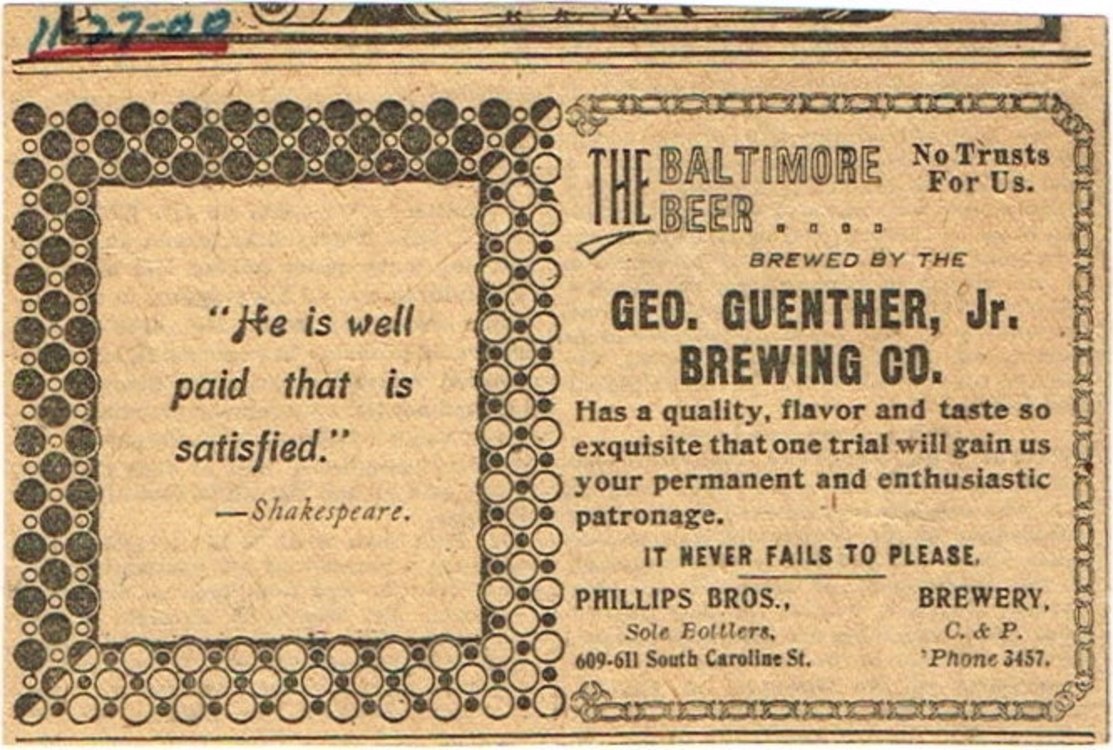 11-27-00
"He is well
paid that is
satisfied."
—Shakespeare.
THE BALTIMORE
BEER . . . .
No Trusts
For Us.
BREWED BY THE
GEO. GUENTHER, Jr.
BREWING CO.
Has a quality, flavor and taste so
exquisite that one trial will gain us
your permanent and enthusiastic
patronage.
IT NEVER FAILS TO PLEASE.
PHILLIPS BROS.,
Sole Bottlers,
609-611 South Caroline St.
BREWERY,
C. & P.
'Phone 3457.